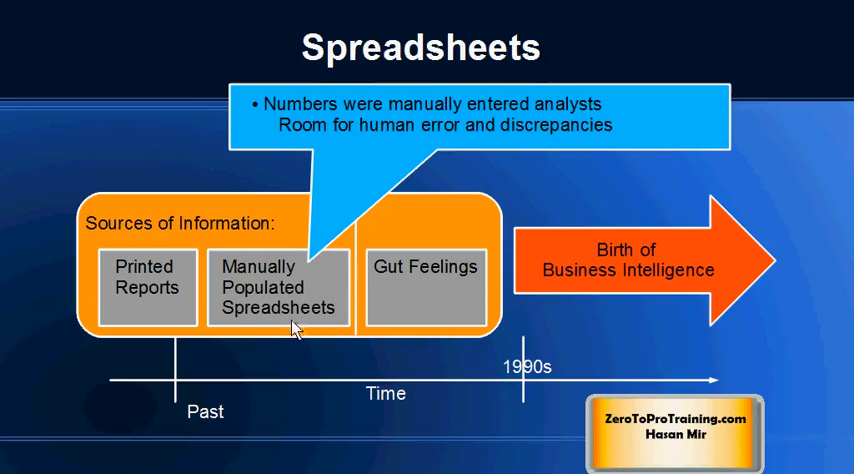 Spreadsheets
• Numbers were manually entered analysts
Room for human error and discrepancies
Sources of Information:
Printed
Reports
Manually
Populated
Spreadsheets
Gut Feelings
Birth of
Business Intelligence
1990s
Time
Past
ZeroToProTraining.com
Hasan Mir